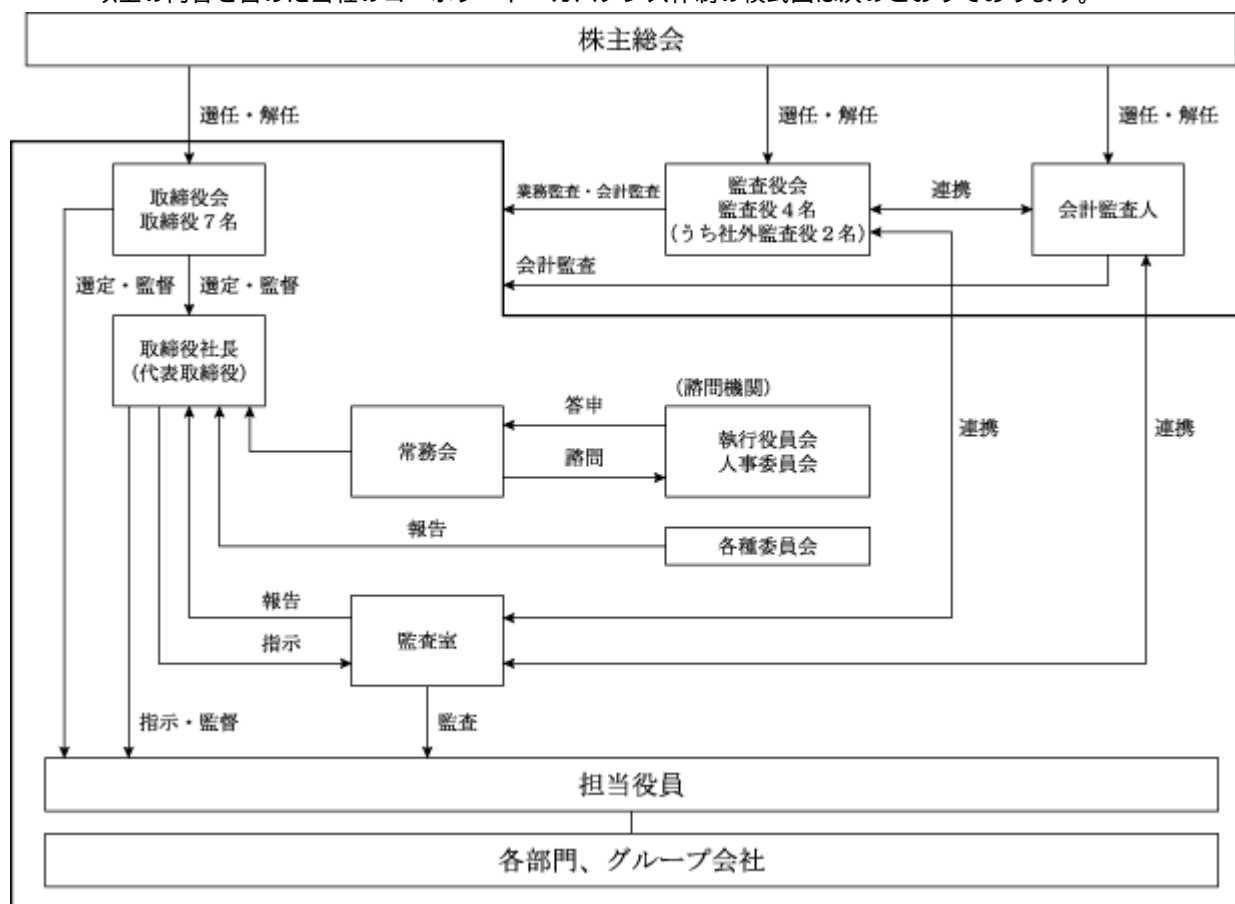 株主総会
選任・解任
選任・解任
選任・解任
取締役会
取締役7名
業務監査・会計監査
監査役会
監査役4名
(うち社外監査役2名)
連携
会計監査人
会計監査
選定・監督
選定・監督
取締役社長
(代表取締役)
(諮問機関)
答申
常務会
諮問
執行役員会
人事委員会
連携
連携
報告
各種委員会
報告
監査室
指示
指示・監督
監査
担当役員
各部門、グループ会社